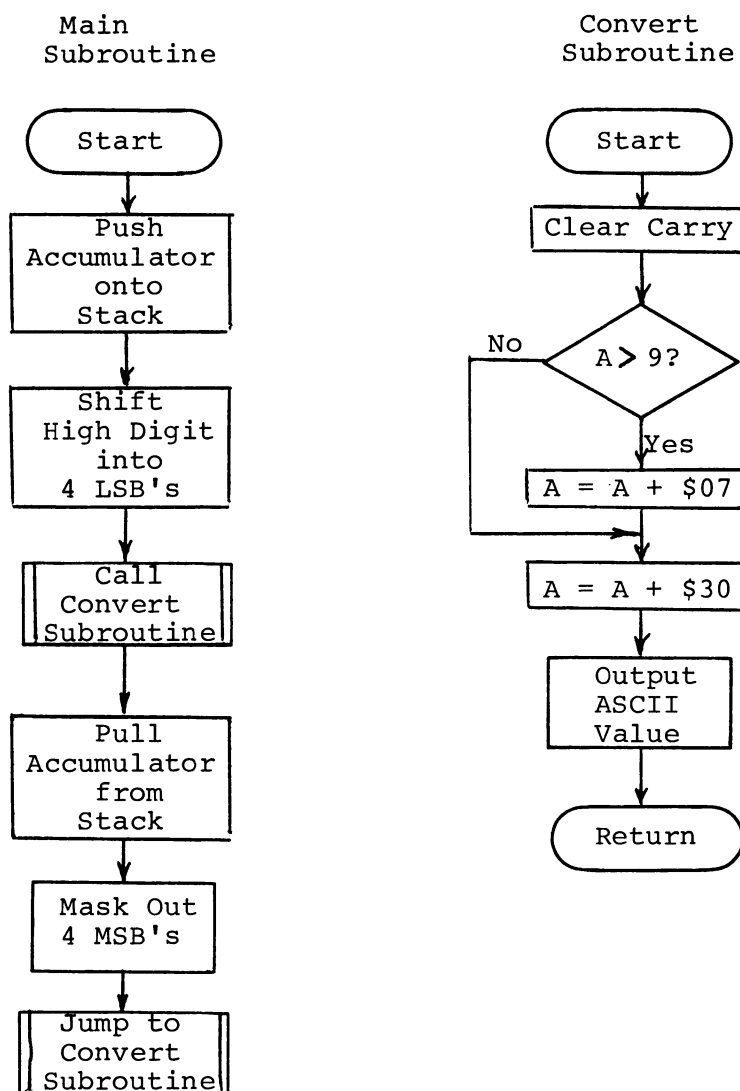 Main
Subroutine
Start
Push
Accumulator
onto
Stack
Shift
High Digit
into
4 LSB's
Call
Convert
Subroutine
Pull
Accumulator
from
Stack
Mask Out
4 MSB's
Jump to
Convert
Subroutine
Convert
Subroutine
Start
Clear Carry
A > 9?
No
Yes
A = A + $07
A = A + $30
Output
ASCII
Value
Return